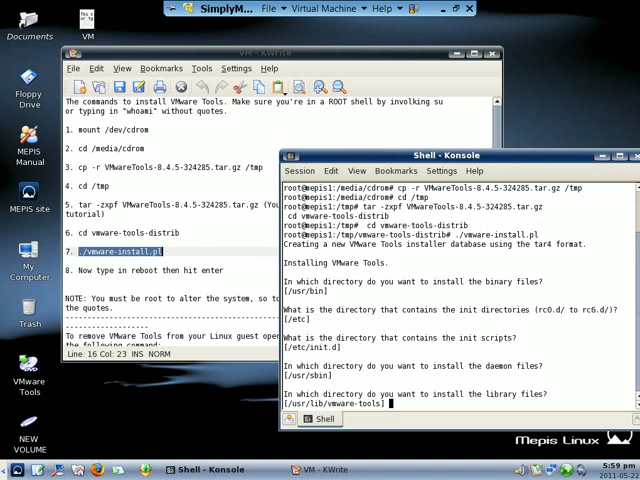 SimplyM... File Virtual Machine Help
Documents
VM
Floppy
Drive
MEPIS
Manual
MEPIS site
My
Computer
Trash
VMware
Tools
NEW
VOLUME
VM - KWrite
File Edit View Bookmarks Tools Settings Help
The commands to install VMware Tools. Make sure you're in a ROOT shell by involking su
or typing in "whoami" without quotes.
1. mount /dev/cdrom
2. cd /media/cdrom
3. cp -r VMwareTools-8.4.5-324285.tar.gz /tmp
4. cd /tmp
5. tar -zxpf VMwareTools-8.4.5-324285.tar.gz (You
tutorial)
6. cd vmware-tools-distrib
7. ./vmware-install.pl
8. Now type in reboot then hit enter
NOTE: You must be root to alter the system, so to
the quotes.
To remove VMware Tools from your Linux guest open
the following command:
Line: 16 Col: 23 INS NORM
Shell - Konsole
Session Edit View Bookmarks Settings Help
root@mepis1:/media/cdrom# cp -r VMwareTools-8.4.5-324285.tar.gz /tmp
root@mepis1:/media/cdrom# cd /tmp
root@mepis1:/tmp# tar -zxpf VMwareTools-8.4.5-324285.tar.gz
cd vmware-tools-distrib
root@mepis1:/tmp# cd vmware-tools-distrib
root@mepis1:/tmp/vmware-tools-distrib# ./vmware-install.pl
Creating a new VMware Tools installer database using the tar4 format.
Installing VMware Tools.
In which directory do you want to install the binary files?
[/usr/bin]
What is the directory that contains the init directories (rc0.d/ to rc6.d/)?
[/etc]
What is the directory that contains the init scripts?
[/etc/init.d]
In which directory do you want to install the daemon files?
[/usr/sbin]
In which directory do you want to install the library files?
[/usr/lib/vmware-tools]
Shell
Mepis Linux
Shell - Konsole
VM - KWrite
5:59 pm
2011-05-22